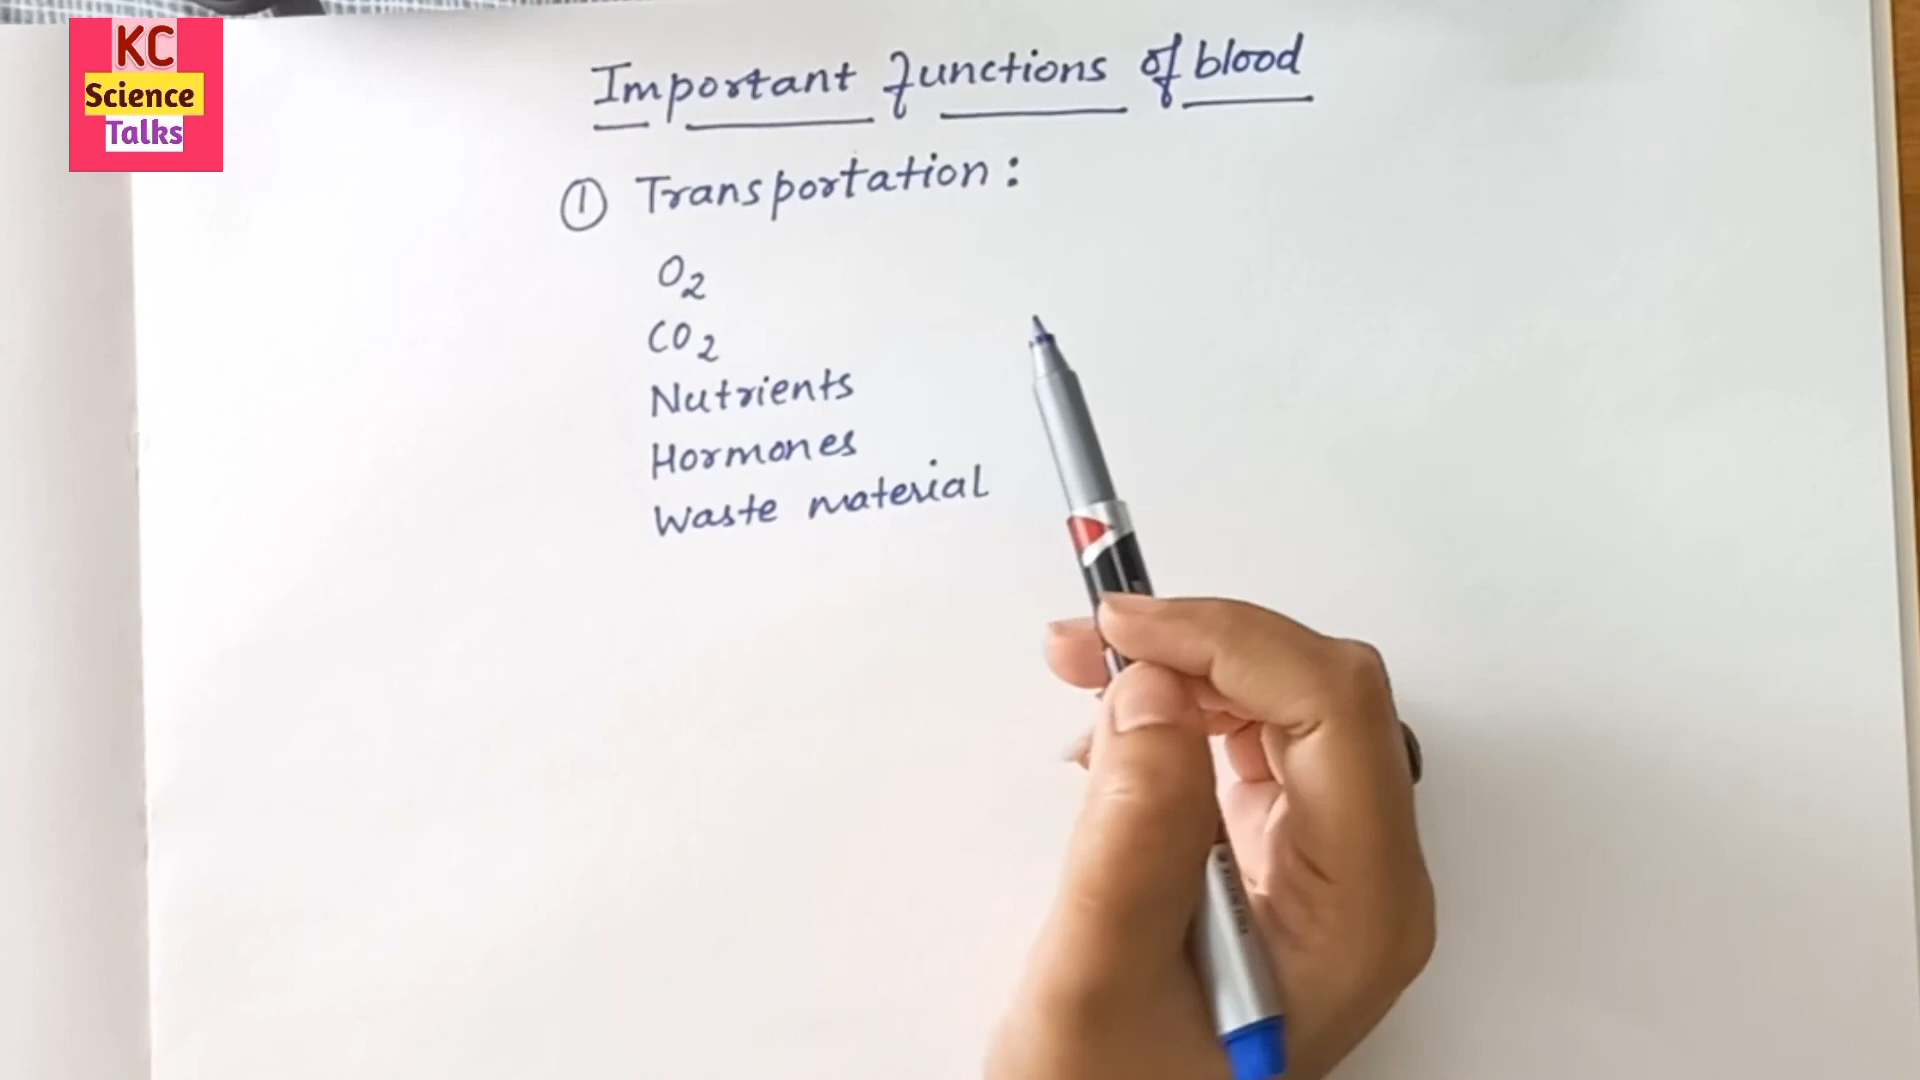 KC
Science
Talks
Important functions of blood
① Transportation:
O2
CO2
Nutrients
Hormones
Waste material